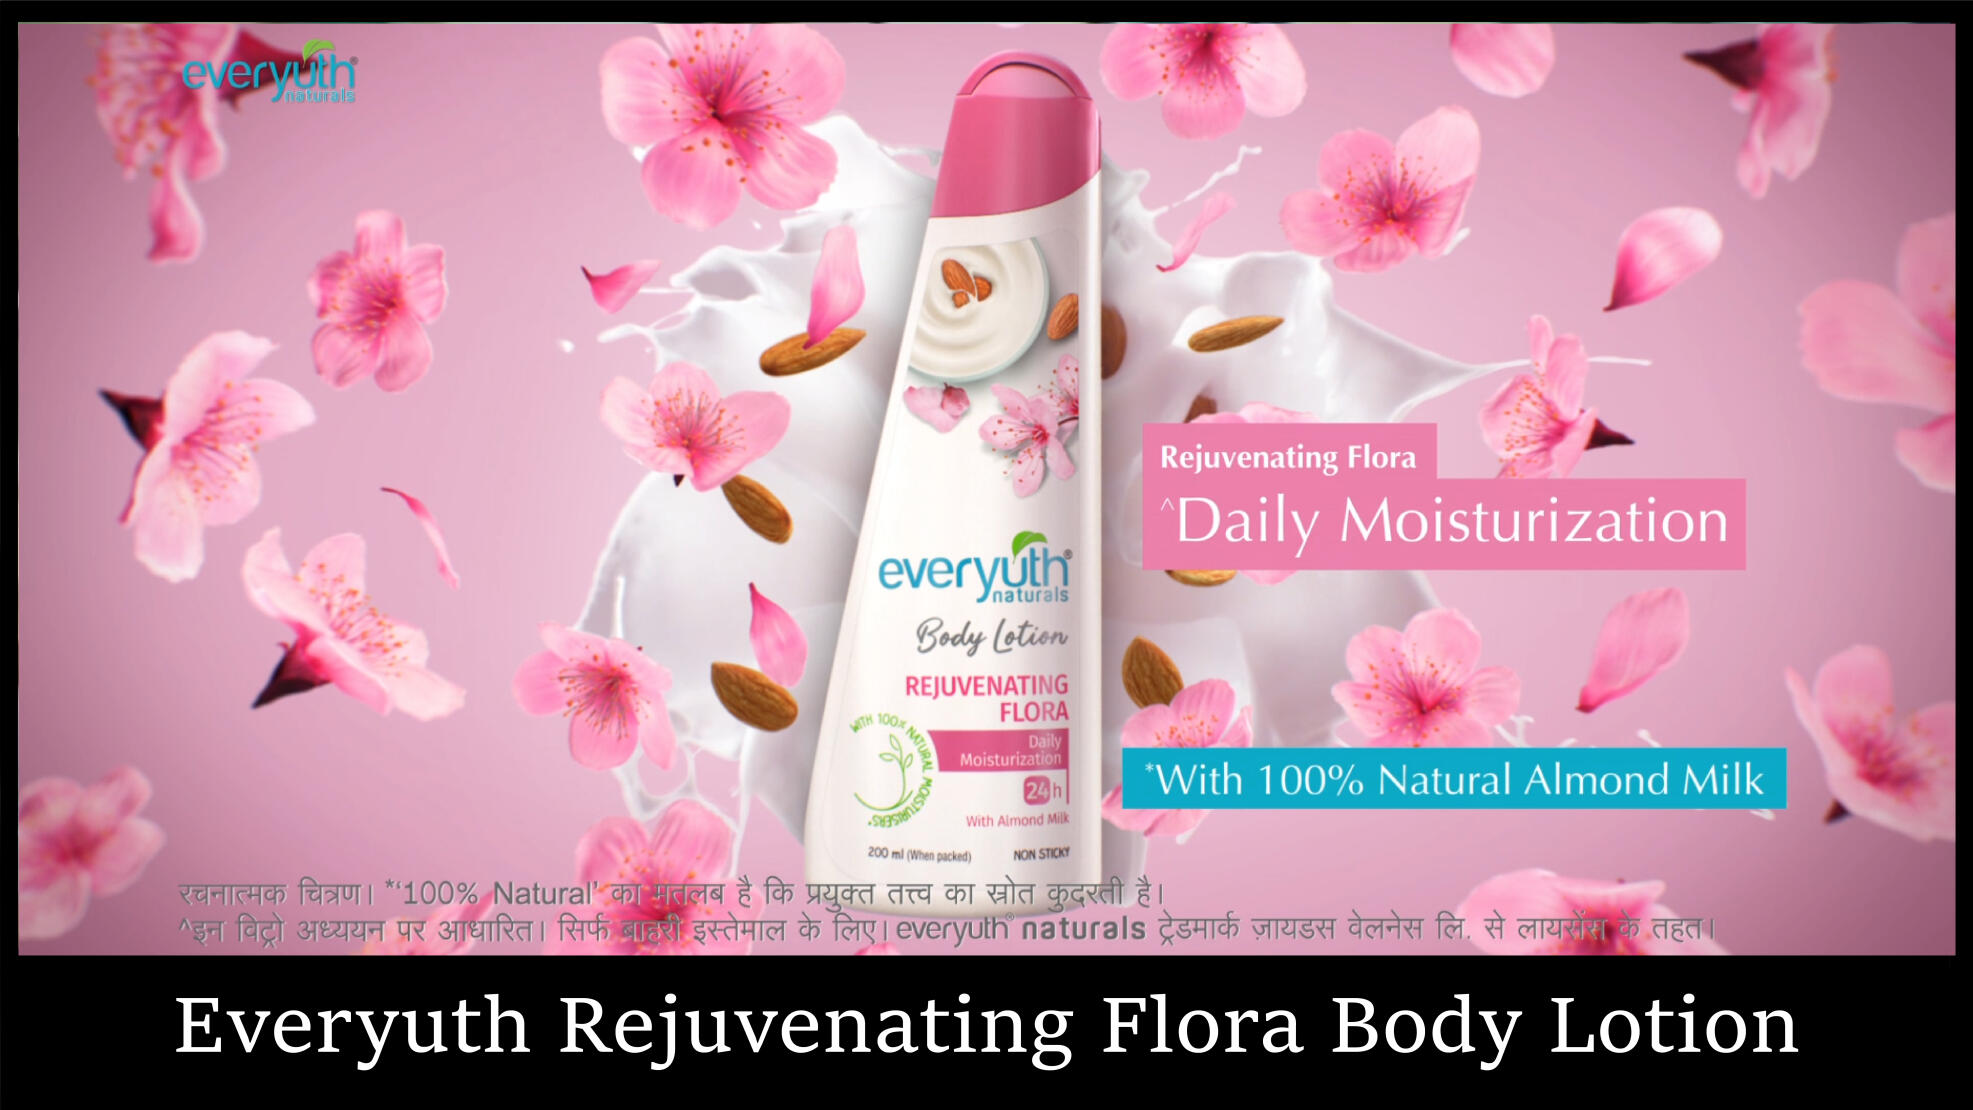 everyuth®
naturals
everyuth®
naturals
Body Lotion
REJUVENATING
FLORA
WITH 100% NATURAL MOISTURISERS*
Daily
Moisturization
24h
With Almond Milk
200 ml (When packed) NON STICKY
Rejuvenating Flora
^Daily Moisturization
*With 100% Natural Almond Milk
रचनात्मक चित्रण। *‘100% Natural’ का मतलब है कि प्रयुक्त तत्त्व का स्रोत कुदरती है।
^इन विट्रो अध्ययन पर आधारित। सिर्फ बाहरी इस्तेमाल के लिए। everyuth® naturals ट्रेडमार्क ज़ायडस वेलनेस लि. से लायसेंस के तहत।
Everyuth Rejuvenating Flora Body Lotion